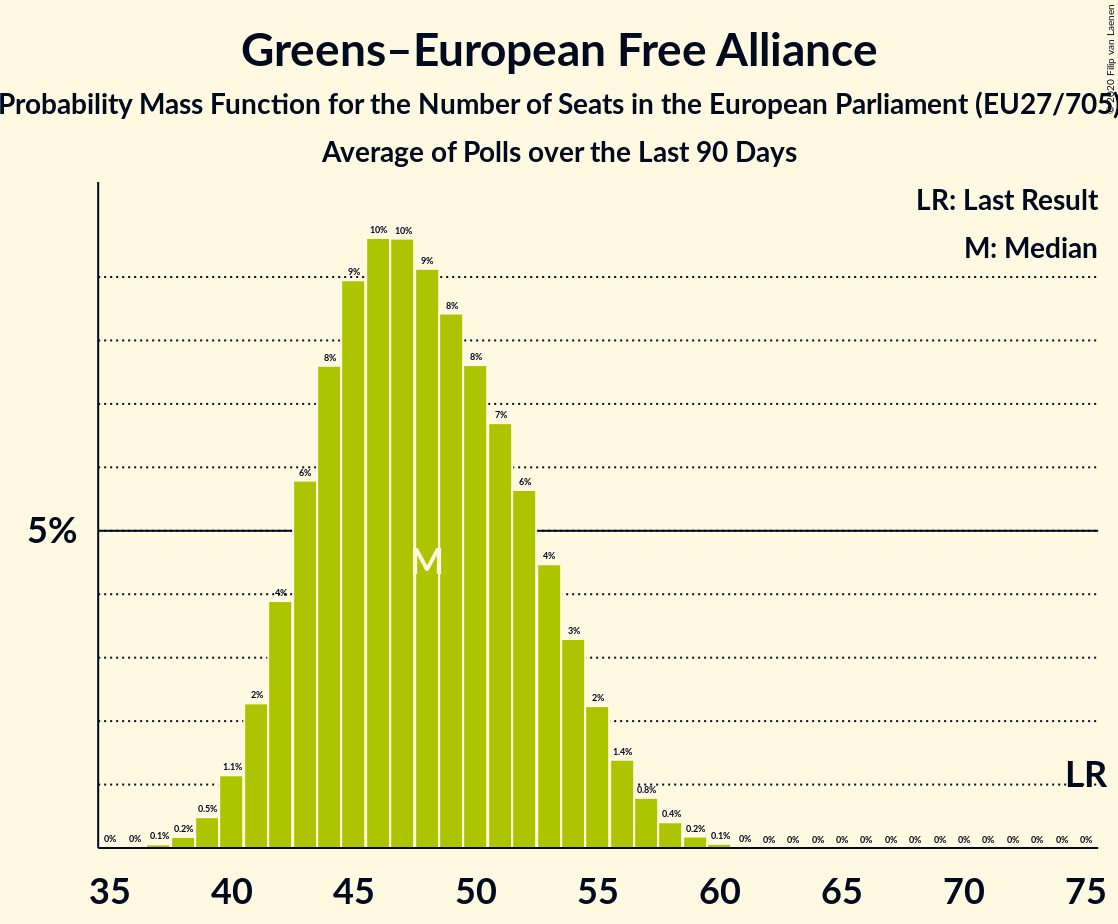 Greens–European Free Alliance
Probability Mass Function for the Number of Seats in the European Parliament (EU27/705)
Average of Polls over the Last 90 Days
© 2020 Filip van Laenen
LR: Last Result
M: Median
5%
0% 0% 0.1% 0.2% 0.5% 1.1% 2% 4% 6% 8% 9% 10% 10% 9% 8% 8% 7% 6% 4% 3% 2% 1.4% 0.8% 0.4% 0.2% 0.1% 0% 0% 0% 0% 0% 0% 0% 0% 0% 0% 0% 0% 0% 0% 0%
M
LR
35 40 45 50 55 60 65 70 75